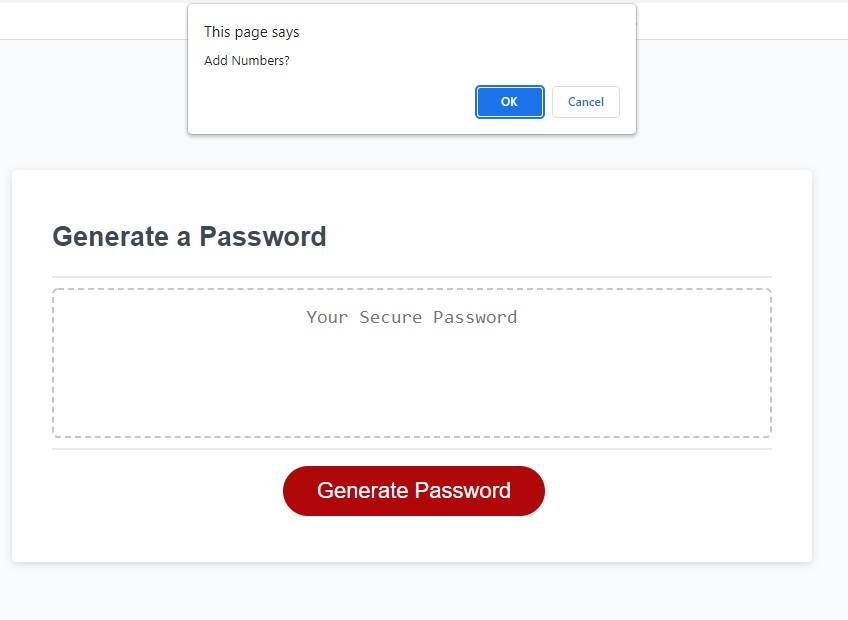 This page says
Add Numbers?
OK
Cancel
Generate a Password
Your Secure Password
Generate Password